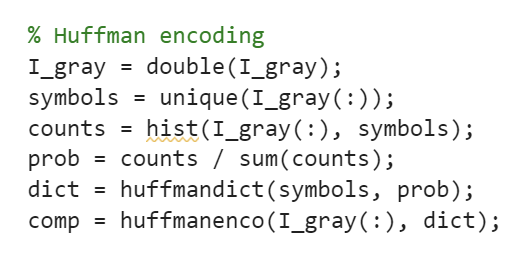 % Huffman encoding
I_gray = double(I_gray);
symbols = unique(I_gray(:));
counts = hist(I_gray(:), symbols);
prob = counts / sum(counts);
dict = huffmandict(symbols, prob);
comp = huffmanenco(I_gray(:), dict);